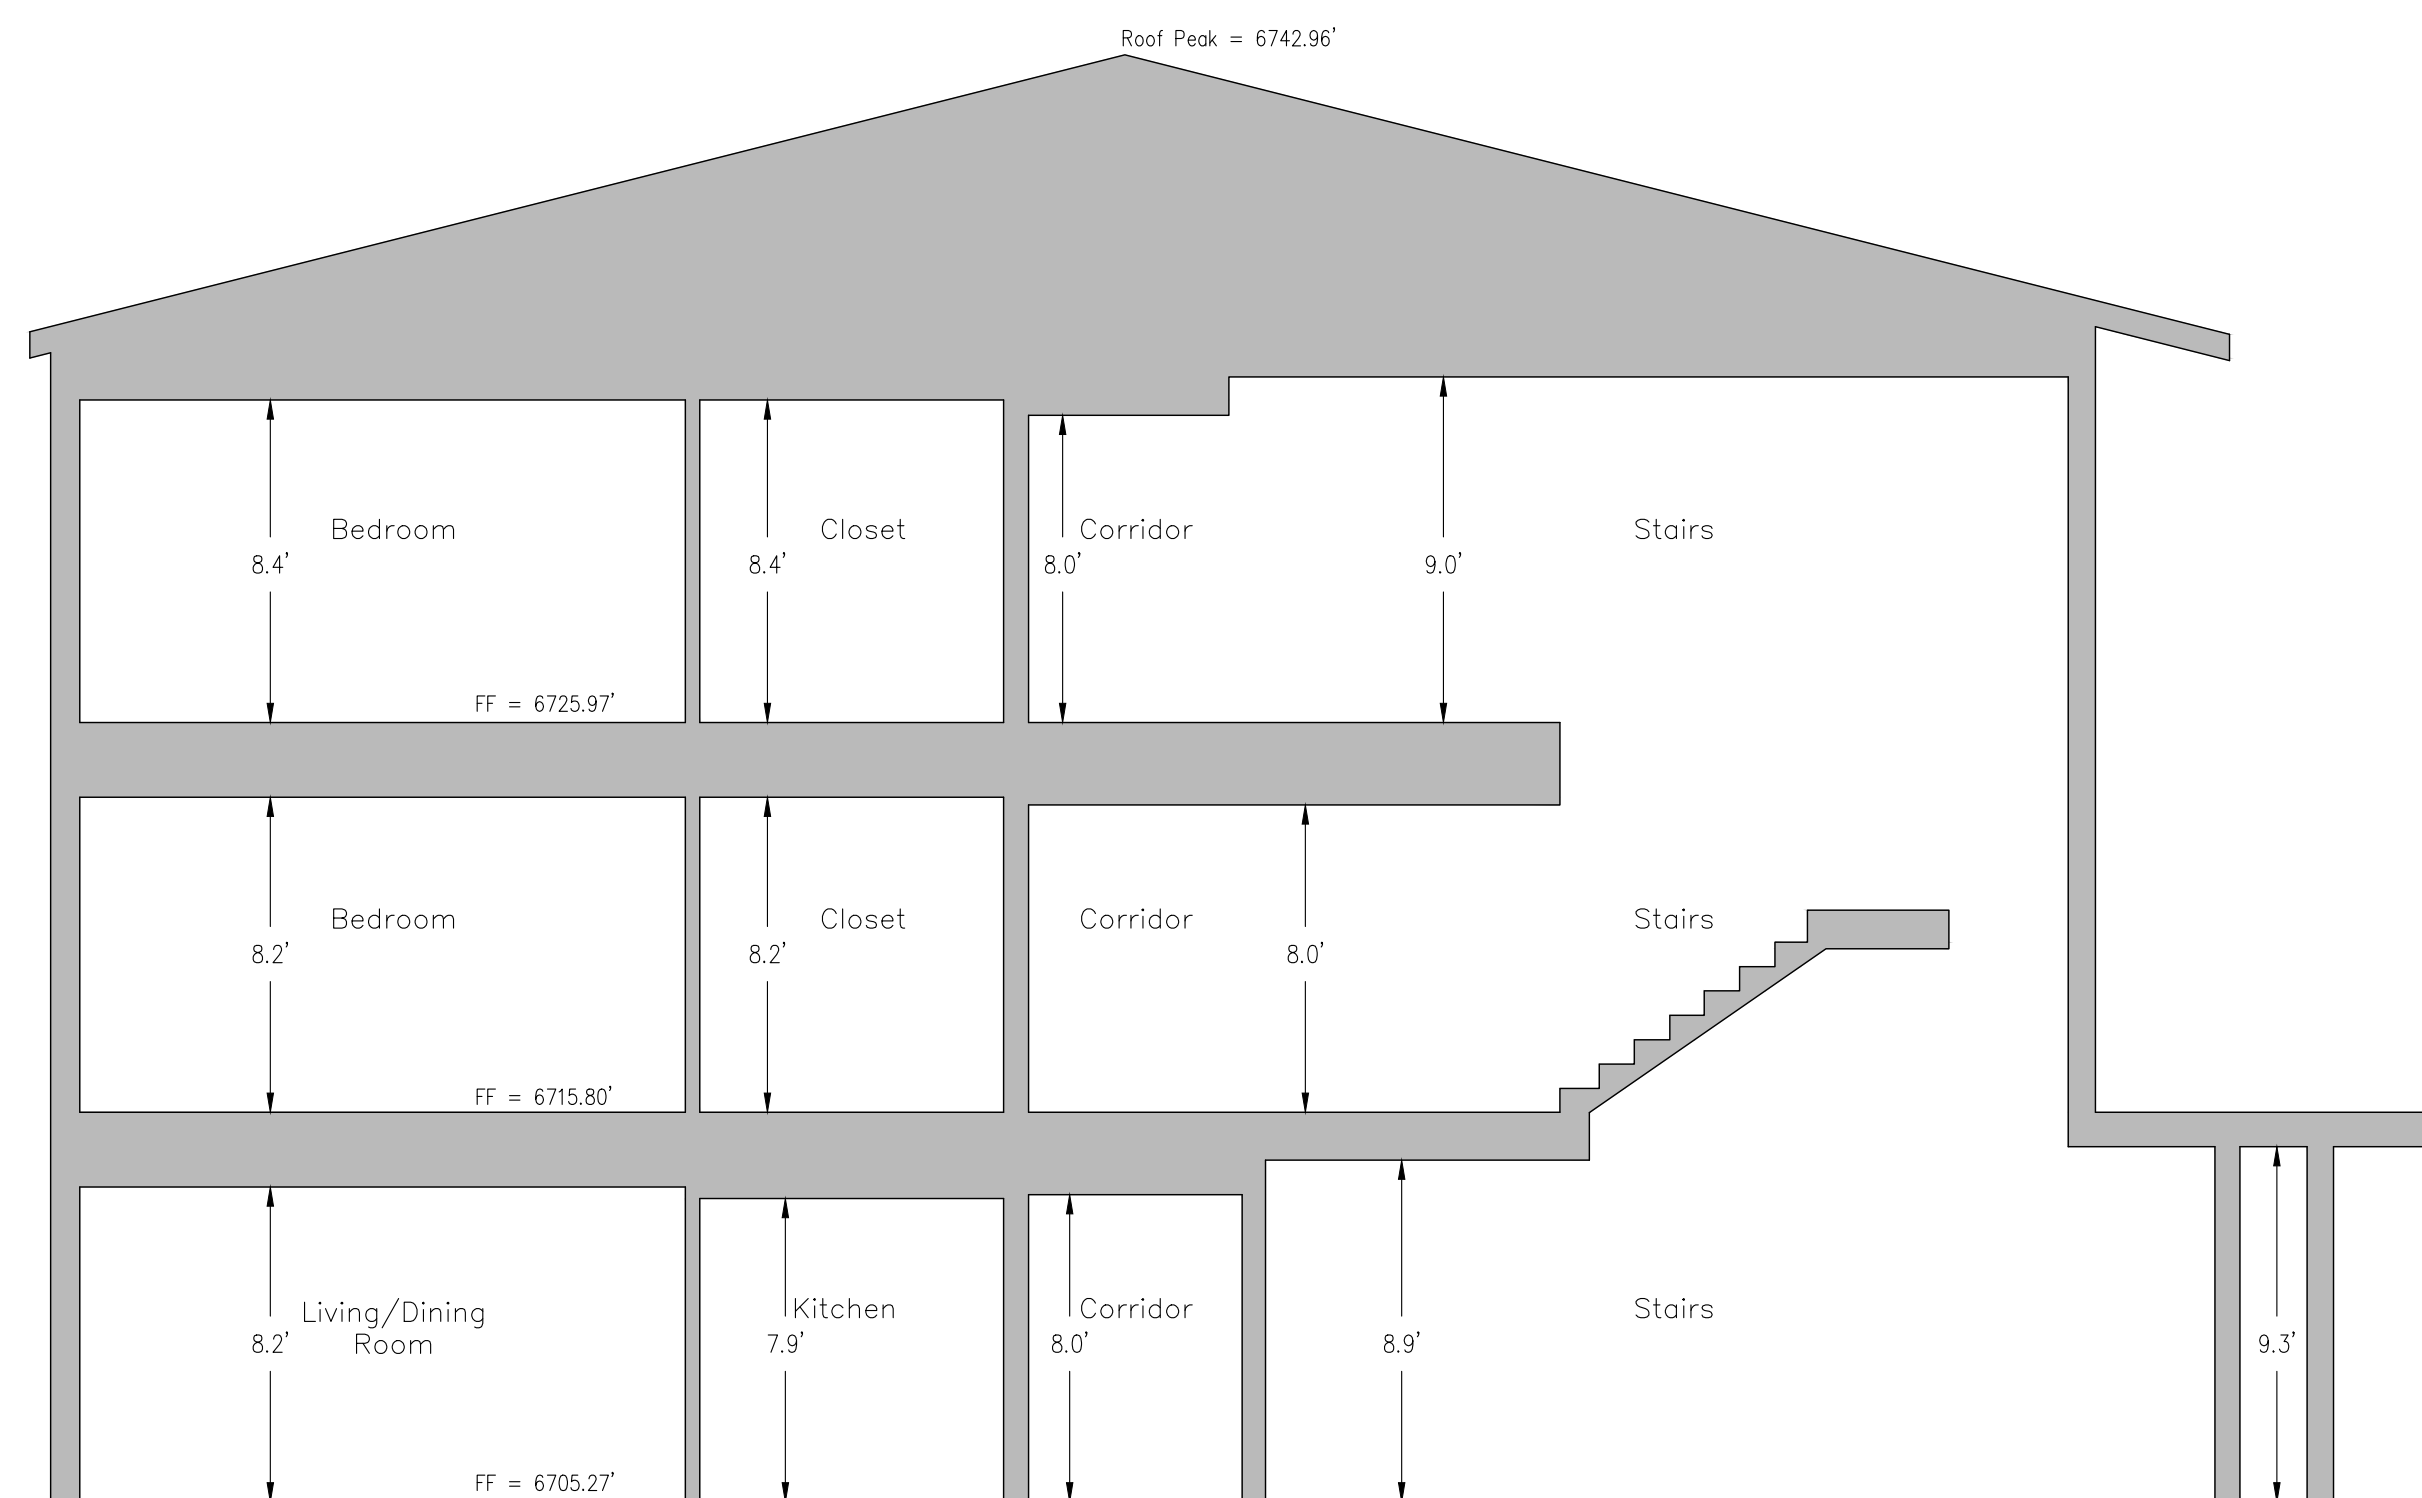 Roof Peak = 6742.96'
Bedroom
Closet
Corridor
Stairs
8.4'
8.4'
8.0'
9.0'
FF = 6725.97'
Bedroom
Closet
Corridor
Stairs
8.2'
8.2'
8.0'
FF = 6715.80'
Living/Dining
Room
Kitchen
Corridor
Stairs
8.2'
7.9'
8.0'
8.9'
9.3'
FF = 6705.27'